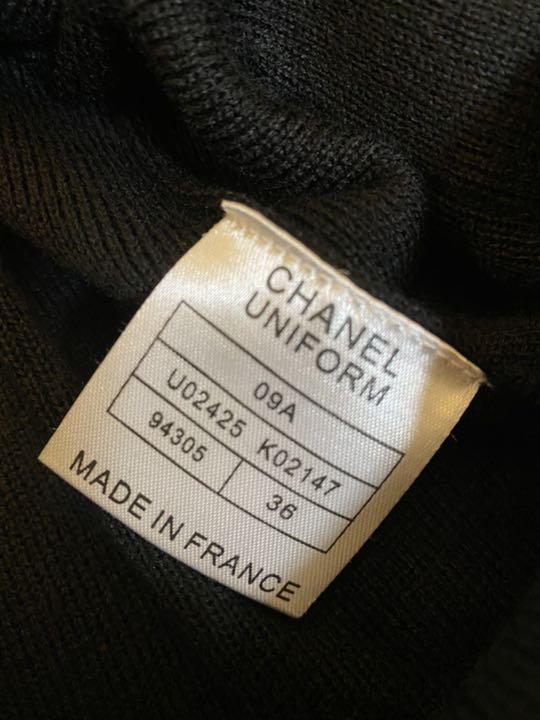 CHANEL
UNIFORM
09A
U02425 K02147
94305 36
MADE IN FRANCE